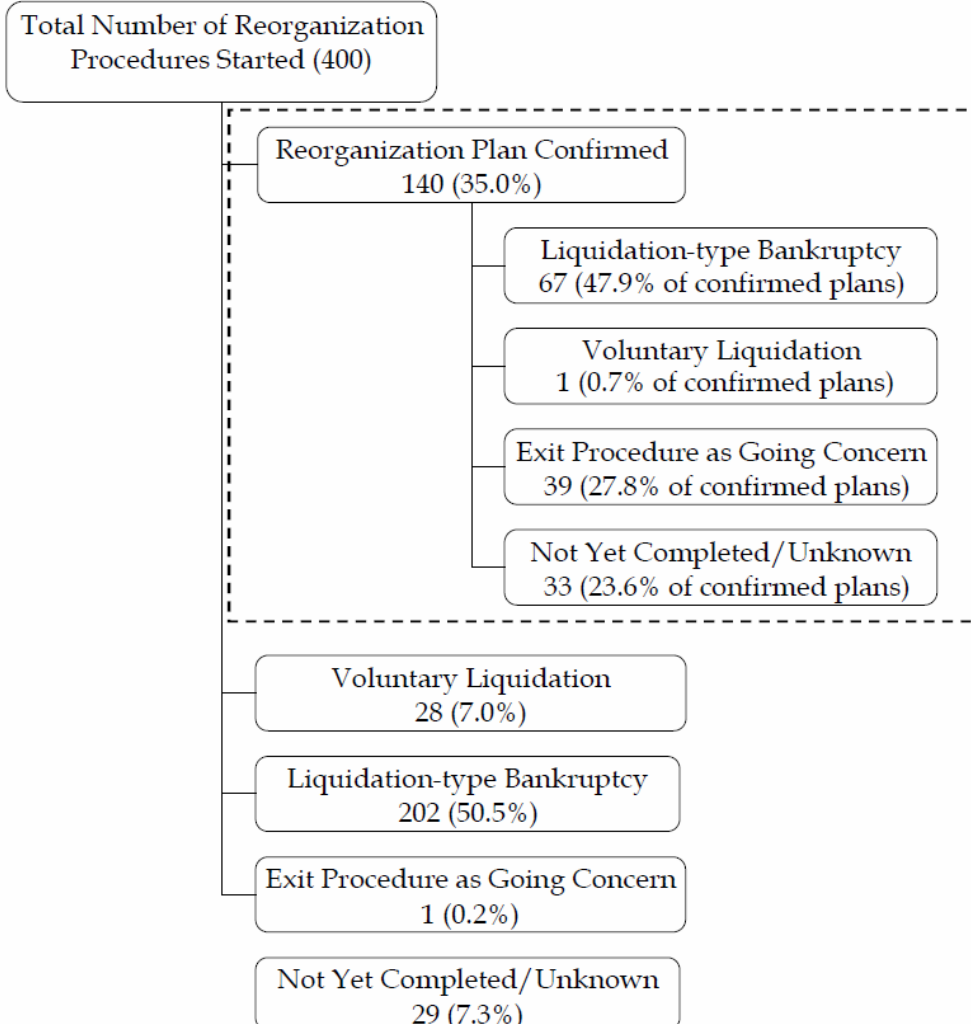 Total Number of Reorganization
Procedures Started (400)
Reorganization Plan Confirmed
140 (35.0%)
Liquidation-type Bankruptcy
67 (47.9% of confirmed plans)
Voluntary Liquidation
1 (0.7% of confirmed plans)
Exit Procedure as Going Concern
39 (27.8% of confirmed plans)
Not Yet Completed/Unknown
33 (23.6% of confirmed plans)
Voluntary Liquidation
28 (7.0%)
Liquidation-type Bankruptcy
202 (50.5%)
Exit Procedure as Going Concern
1 (0.2%)
Not Yet Completed/Unknown
29 (7.3%)